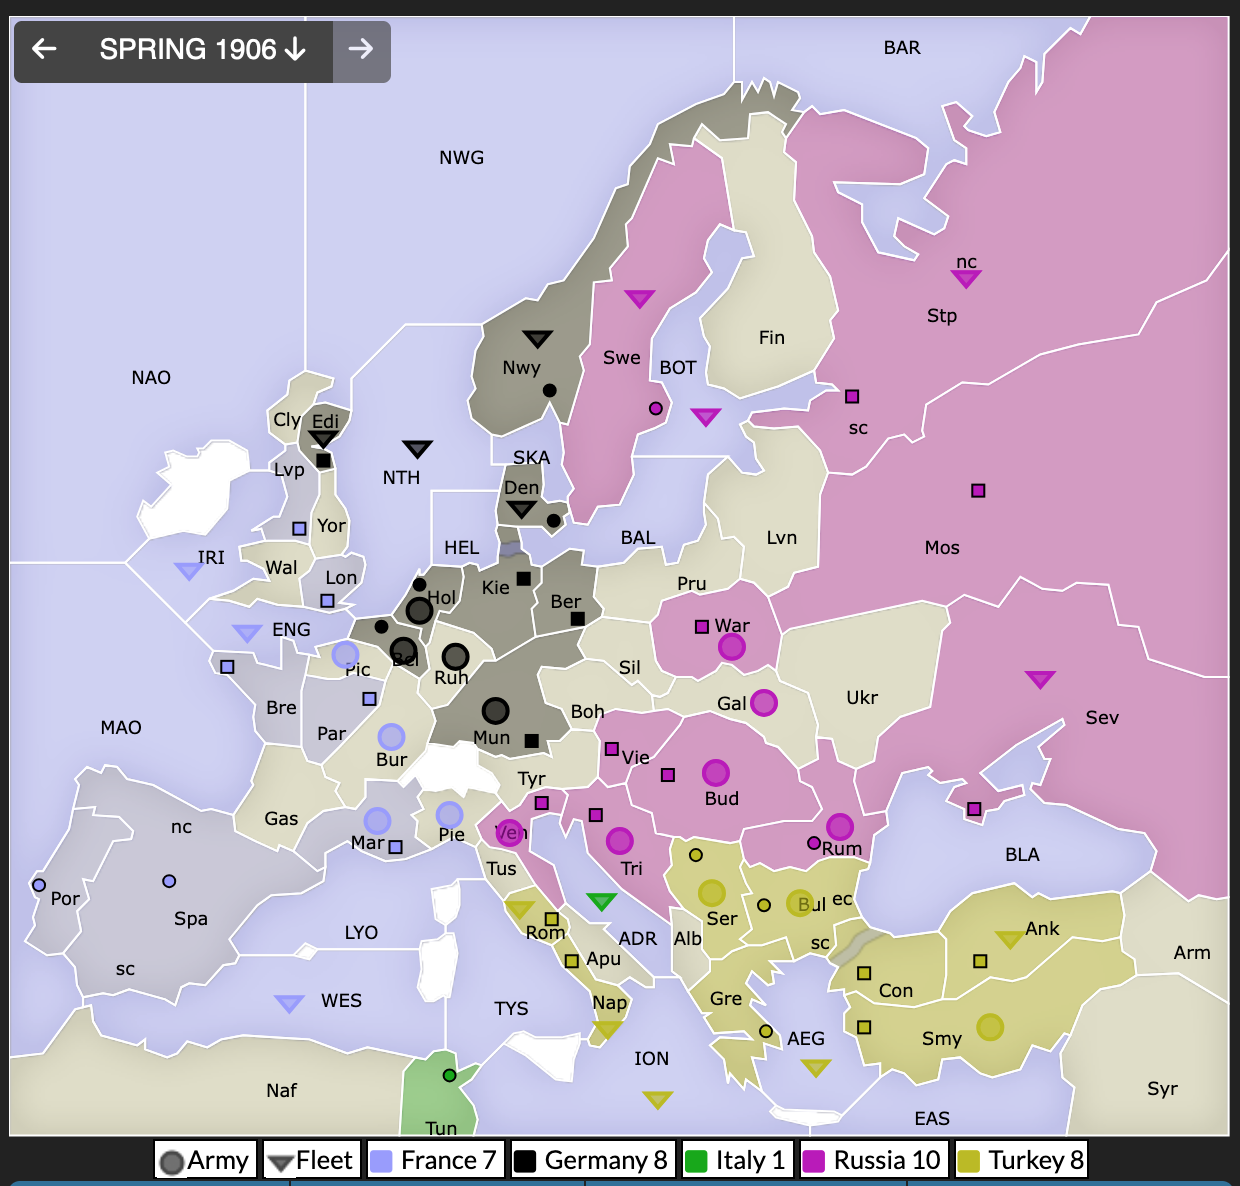 SPRING 1906
BAR
NWG
nc
Stp
NAO
Fin
Nwy
Swe
BOT
Cly
Edi
sc
Lvp
NTH
SKA
Den
Yor
IRI
HEL
BAL
Lvn
Mos
Wal
Lon
Kie
Ber
Pru
Hol
ENG
War
Bel
Pic
Ruh
Sil
Bre
Gal
Ukr
Boh
Sev
MAO
Par
Mun
Bur
Vie
Tyr
Bud
Gas
nc
Mar
Pie
Ven
Rum
BLA
Tus
Tri
Por
Spa
Ser
Bul
ec
Rom
LYO
ADR
Alb
sc
Ank
Apu
Arm
sc
Con
WES
TYS
Nap
Gre
AEG
Smy
ION
Naf
Syr
Tun
EAS
Army
Fleet
France 7
Germany 8
Italy 1
Russia 10
Turkey 8